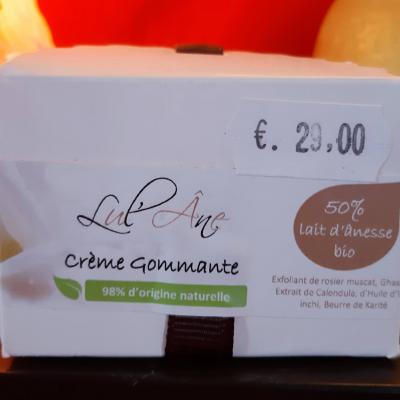 €. 29,00
Lul'Âne
50%
Lait d'Ânesse
bio
Crème Gommante
98% d'origine naturelle
Exfoliant de rosier muscat,
Extrait de Calendula, d'Huile
inchi, Beurre de Karité